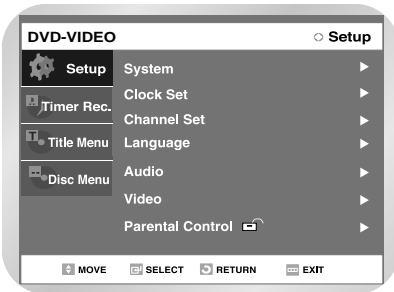 DVD-VIDEO Setup
Setup
Timer Rec.
Title Menu
Disc Menu
System
Clock Set
Channel Set
Language
Audio
Video
Parental Control
MOVE SELECT RETURN EXIT